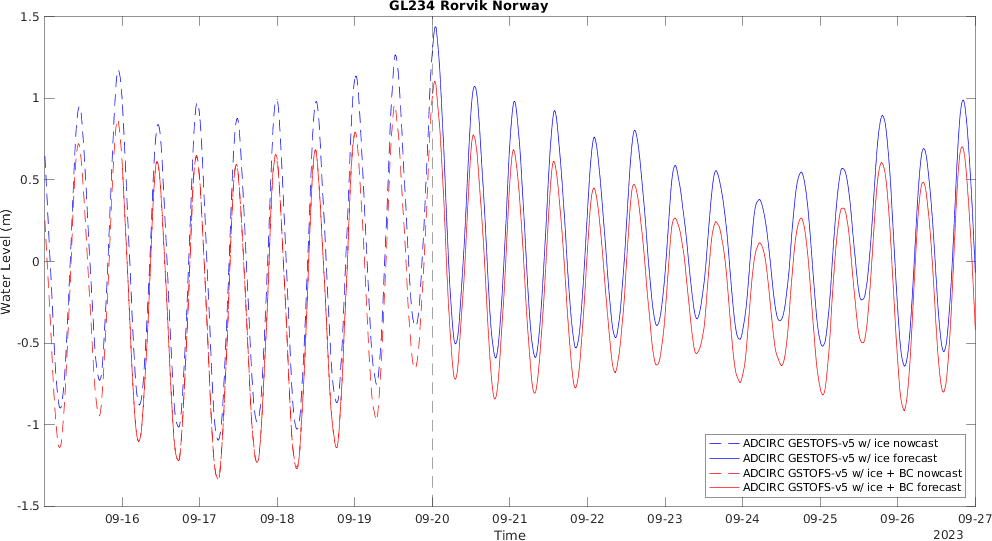 GL234 Rorvik Norway
1.5
1
0.5
0
-0.5
-1
-1.5
Water Level (m)
09-16 09-17 09-18 09-19 09-20 09-21 09-22 09-23 09-24 09-25 09-26 09-27
Time
2023
ADCIRC GESTOFS-v5 w/ ice nowcast
ADCIRC GESTOFS-v5 w/ ice forecast
ADCIRC GSTOFS-v5 w/ ice + BC nowcast
ADCIRC GSTOFS-v5 w/ ice + BC forecast